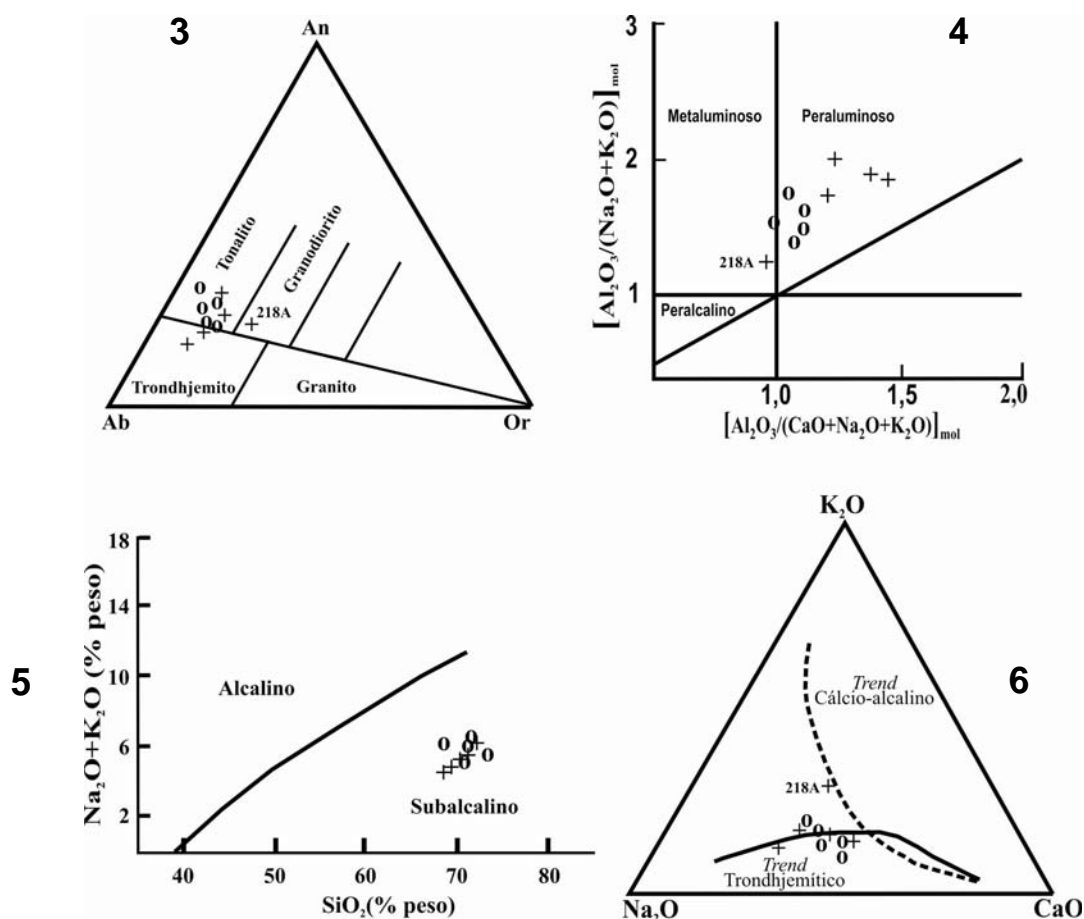 3
An
Tonalito
Granodiorito
218A
Trondhjemito
Granito
Ab
Or
4
[Al₂O₃/(Na₂O+K₂O)]mol
3
2
1
Metaluminoso
Peraluminoso
218A
Peralcalino
1,0
1,5
2,0
[Al₂O₃/(CaO+Na₂O+K₂O)]mol
5
Na₂O+K₂O (% peso)
18
14
10
6
2
Alcalino
Subalcalino
40
50
60
70
80
SiO₂(% peso)
6
K₂O
Trend
Cálcio-alcalino
218A
Trend
Trondhjemítico
Na₂O
CaO